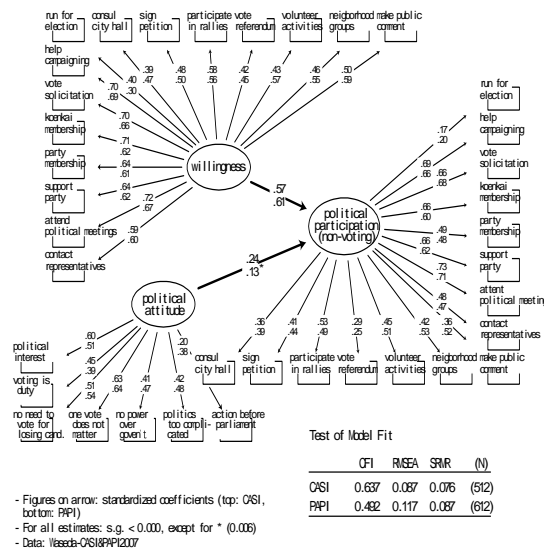 run for
election
consul
city hall
sign
petition
participate
in rallies
vote
referendum
volunteer
activities
neigborhood
groups
make public
comment
help
campaigning
vote
solicitation
koenkai
membership
party
membership
support
party
attend
political meetings
contact
representatives
.40
.30
.39
.47
.48
.50
.58
.56
.42
.45
.43
.57
.46
.55
.50
.59
.70
.69
.70
.66
.71
.62
.64
.61
.64
.62
.72
.67
.59
.60
willingness
.57
.61
political
participation
(non-voting)
.24
.13*
political
attitude
run for
election
help
campaigning
vote
solicitation
koenkai
membership
party
membership
support
party
attent
political meeting
contact
representatives
.17
.20
.69
.66
.66
.68
.66
.60
.49
.48
.66
.62
.73
.71
.48
.47
.36
.39
.41
.44
.53
.49
.29
.25
.45
.51
.42
.53
.36
.52
consul
city hall
sign
petition
participate
in rallies
vote
referendum
volunteer
activities
neigborhood
groups
make public
comment
political
interest
voting is
duty
no need to
vote for
losing cand.
one vote
does not
matter
no power
over
govenit
politics
too compli-
cated
action before
parliament
.60
.51
.45
.39
.51
.54
.63
.64
.41
.47
.42
.48
.20
.38
Test of Model Fit
CFI RMSEA SRMR (N)
CASI 0.637 0.087 0.076 (512)
PAPI 0.492 0.117 0.087 (612)
- Figures on arrow: standardized coefficients (top: CASI,
bottom: PAPI)
- For all estimates: s.g. < 0.000, except for * (0.006)
- Data: Waseda-CASI&PAPI2007